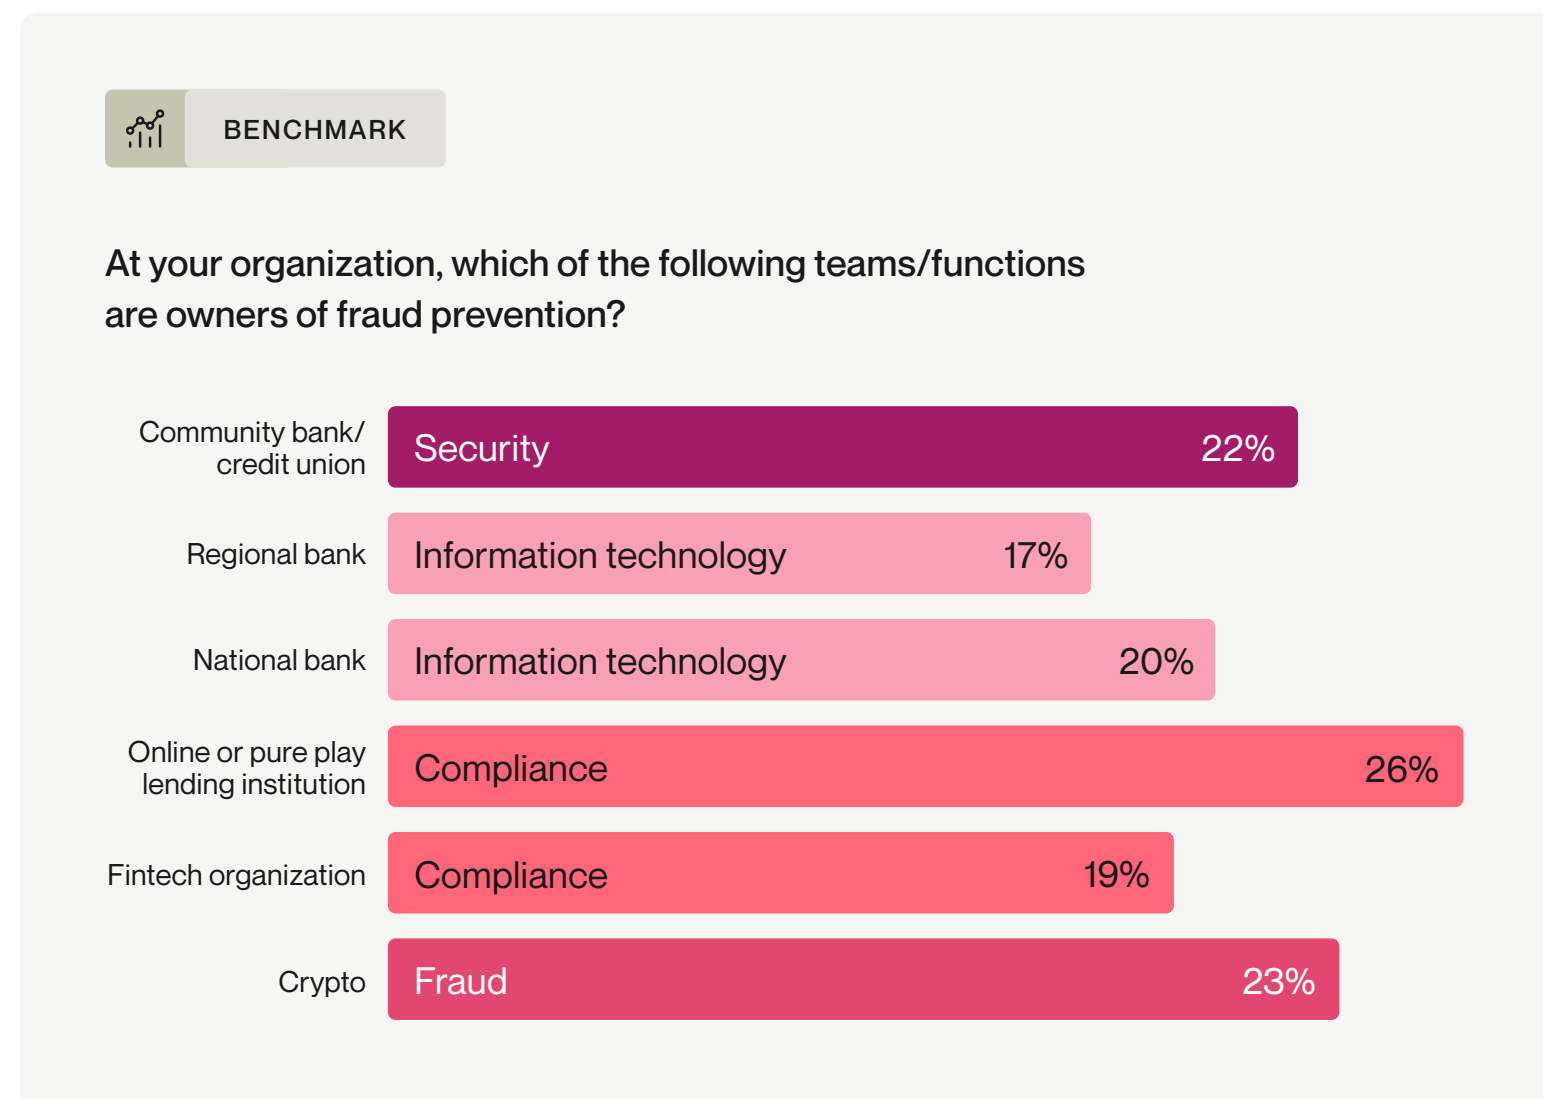 BENCHMARK
At your organization, which of the following teams/functions
are owners of fraud prevention?
Community bank/
credit union
Security 22%
Regional bank
Information technology 17%
National bank
Information technology 20%
Online or pure play
lending institution
Compliance 26%
Fintech organization
Compliance 19%
Crypto
Fraud 23%